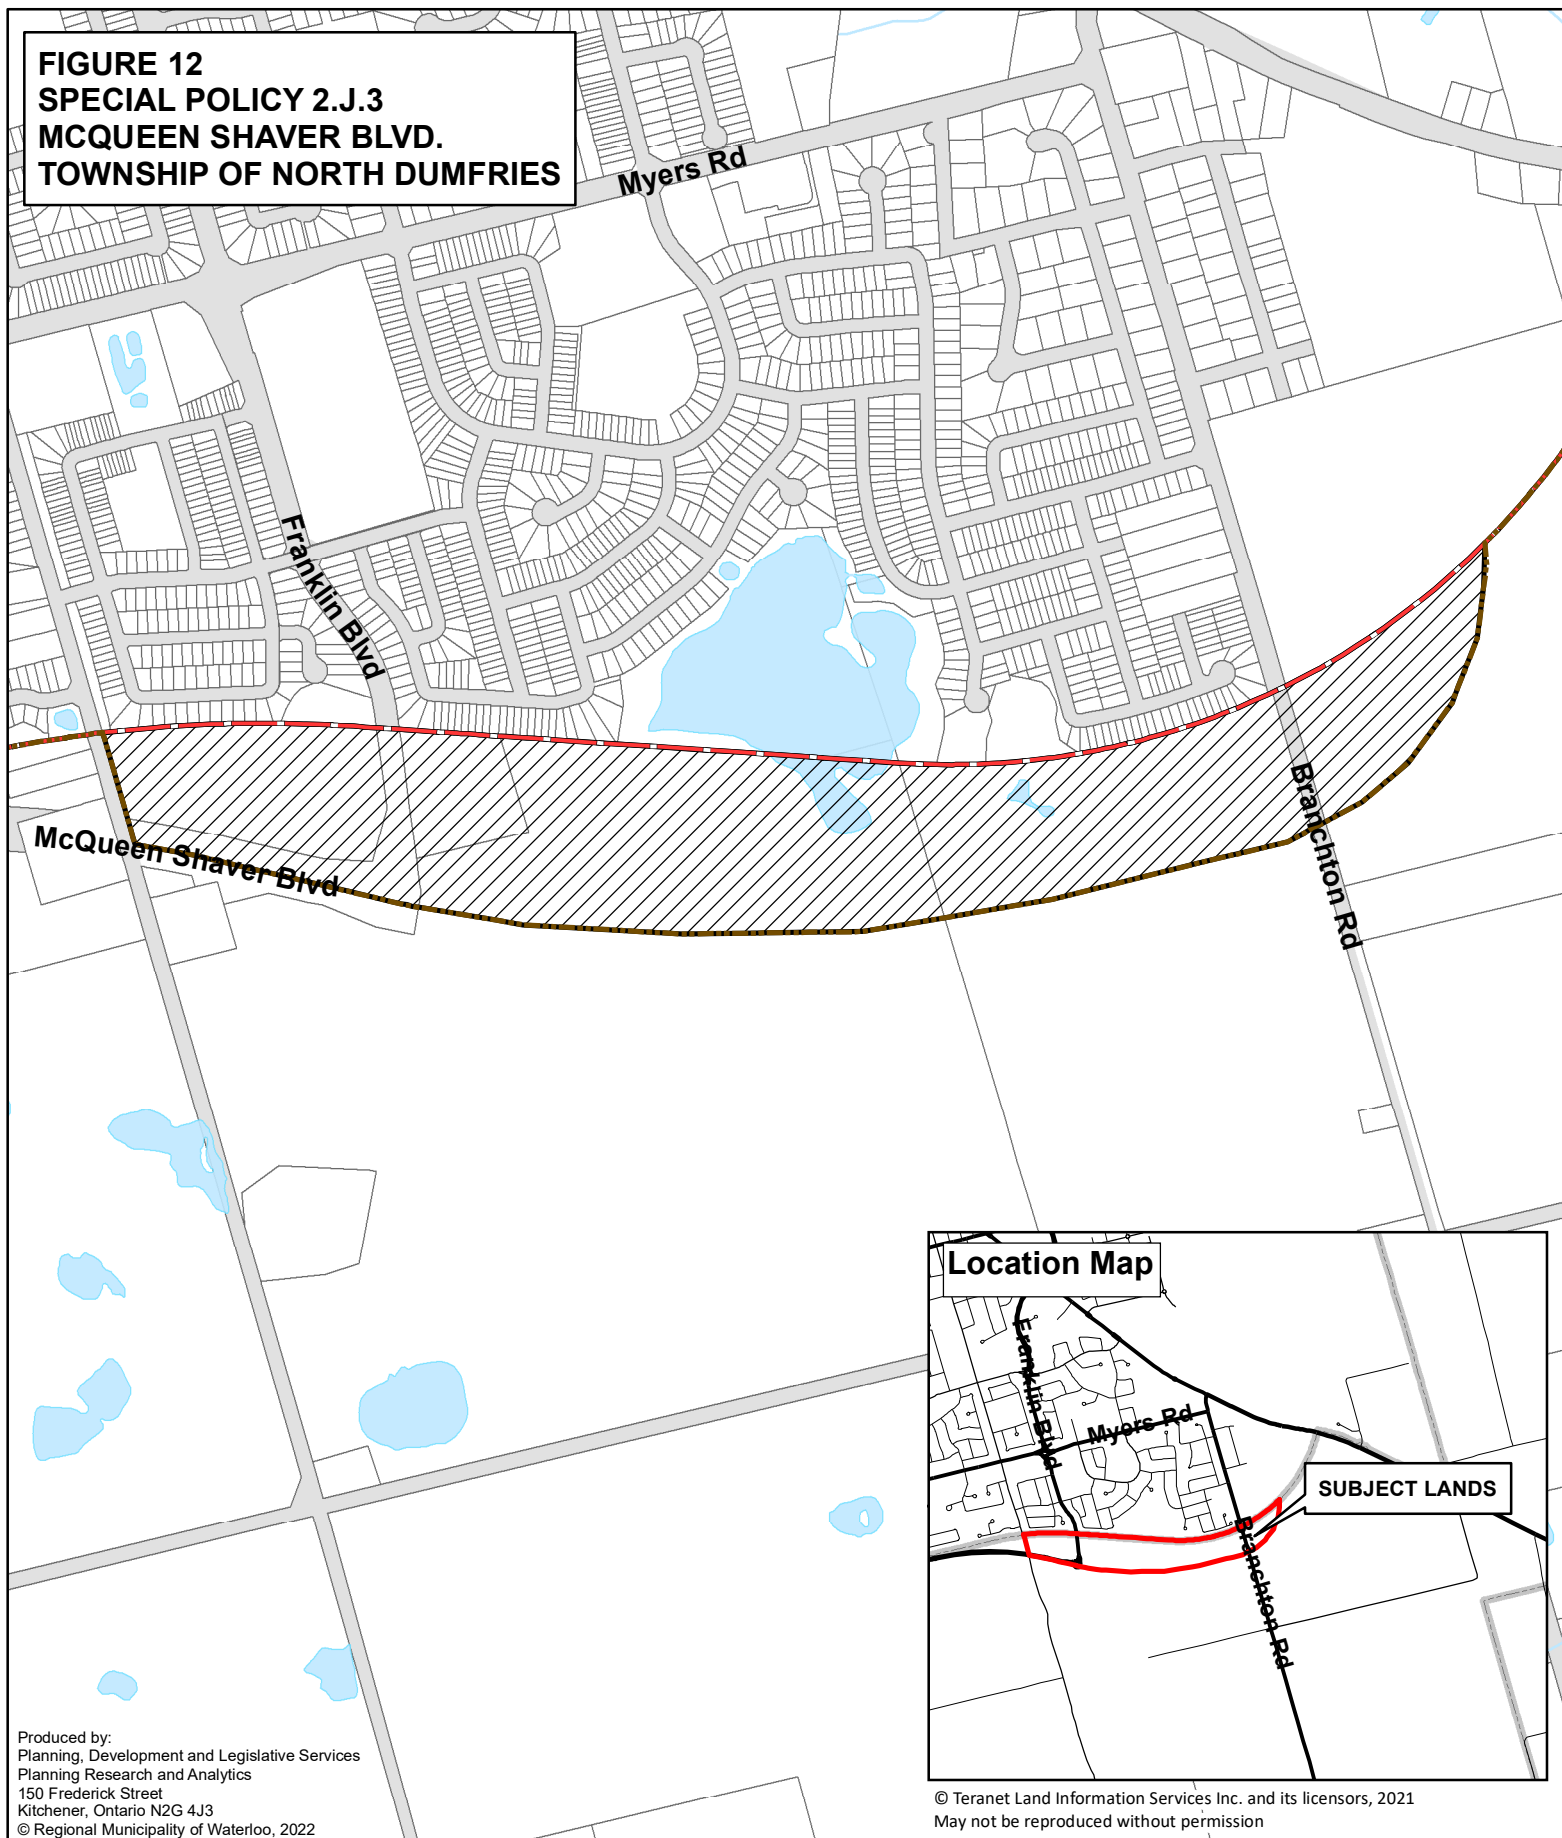 FIGURE 12
SPECIAL POLICY 2.J.3
MCQUEEN SHAVER BLVD.
TOWNSHIP OF NORTH DUMFRIES
Myers Rd
Franklin Blvd
McQueen Shaver Blvd
Branchton Rd
Location Map
Franklin Blvd
Myers Rd
SUBJECT LANDS
Branchton Rd
Produced by:
Planning, Development and Legislative Services
Planning Research and Analytics
150 Frederick Street
Kitchener, Ontario N2G 4J3
© Regional Municipality of Waterloo, 2022
© Teranet Land Information Services Inc. and its licensors, 2021
May not be reproduced without permission